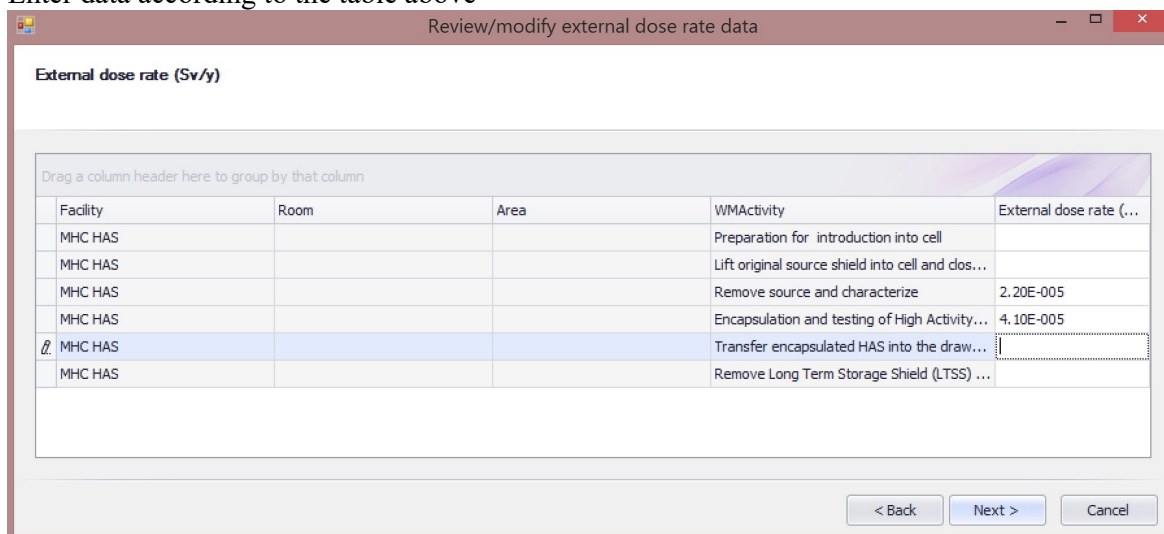 Enter data according to the table above
Review/modify external dose rate data
External dose rate (Sv/y)
Drag a column header here to group by that column
Facility Room Area WMActivity External dose rate (...
MHC HAS Preparation for introduction into cell
MHC HAS Lift original source shield into cell and clos...
MHC HAS Remove source and characterize 2.20E-005
MHC HAS Encapsulation and testing of High Activity... 4.10E-005
MHC HAS Transfer encapsulated HAS into the draw...
MHC HAS Remove Long Term Storage Shield (LTSS) ...
< Back Next > Cancel